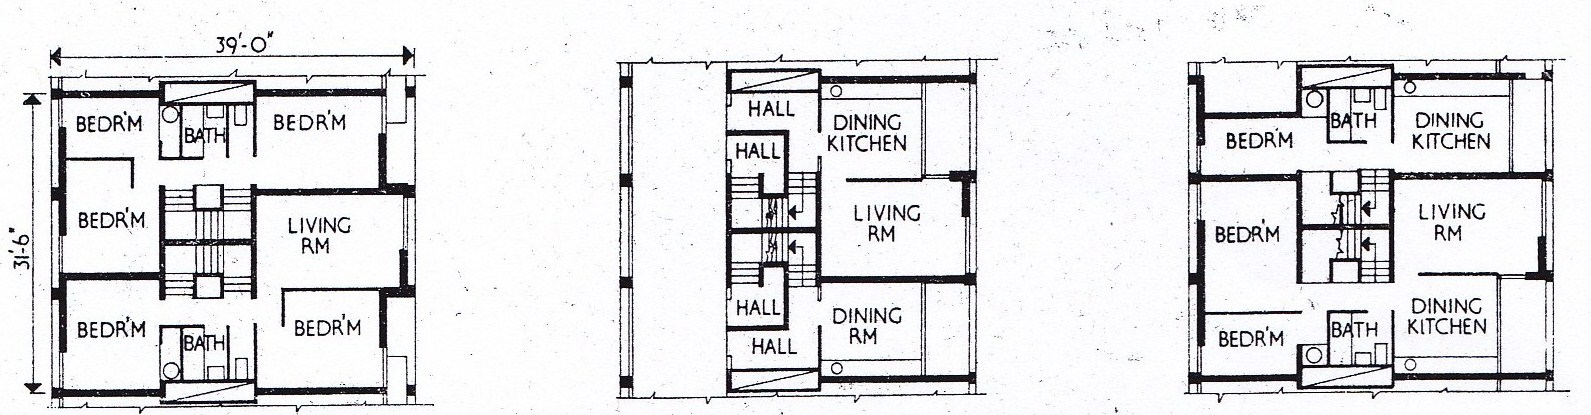 39'-0"
31'-6"
BEDR'M
BATH
BEDR'M
BEDR'M
LIVING
RM
BEDR'M
BATH
BEDR'M
HALL
HALL
DINING
KITCHEN
LIVING
RM
HALL
HALL
DINING
RM
BEDR'M
BATH
DINING
KITCHEN
BEDR'M
LIVING
RM
BEDR'M
BATH
DINING
KITCHEN